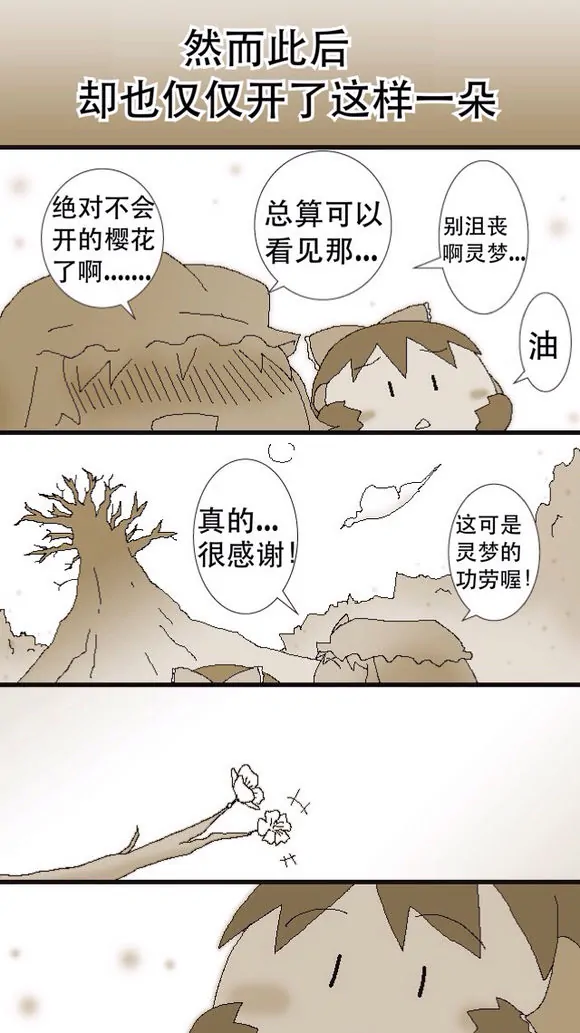 然而此后
却也仅仅开了这样一朵
别沮丧
啊灵梦...
油
总算可以
看见那...
绝对不会
开的樱花
了啊.......
这可是
灵梦的
功劳喔!
真的...
很感谢!